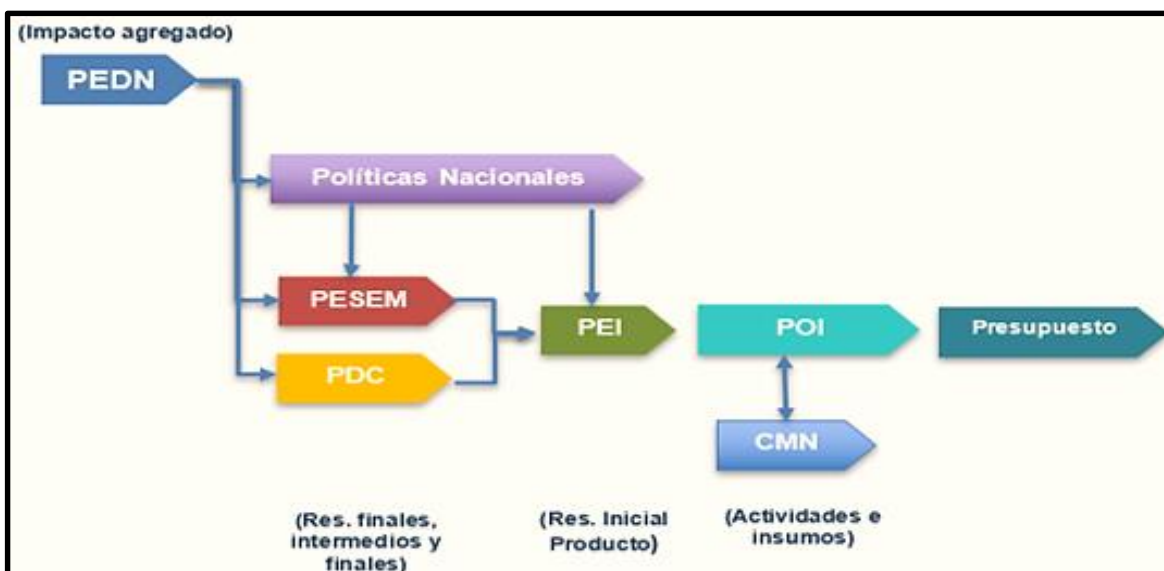 (Impacto agregado)
PEDN
Políticas Nacionales
PESEM
PDC
PEI
POI
Presupuesto
CMN
(Res. finales,
intermedios y
finales)
(Res. Inicial
Producto)
(Actividades e
insumos)